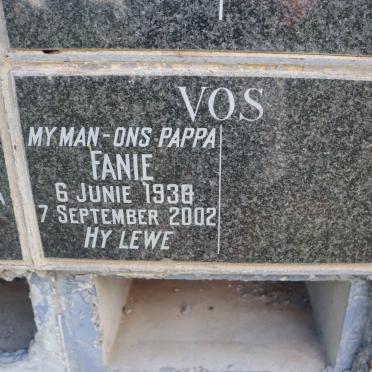 VOS
MY MAN - ONS PAPPA
FANIE
6 JUNIE 1938
7 SEPTEMBER 2002
HY LEWE